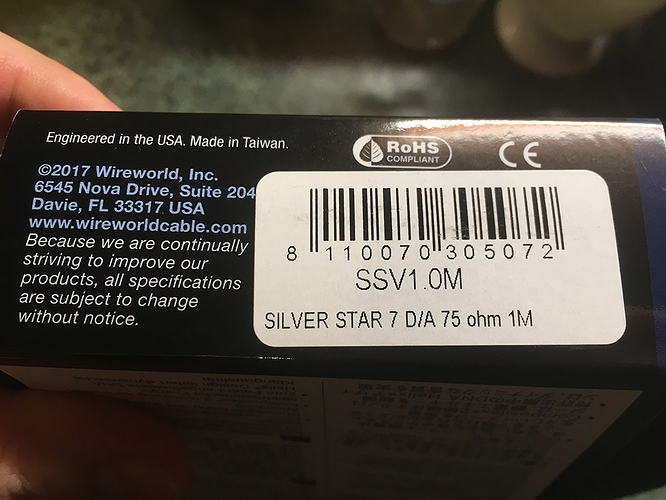 Engineered in the USA. Made in Taiwan.
RoHS
COMPLIANT
CE
©2017 Wireworld, Inc.
6545 Nova Drive, Suite 204
Davie, FL 33317 USA
www.wireworldcable.com
Because we are continually
striving to improve our
products, all specifications
are subject to change
without notice.
8 110070 305072
SSV1.0M
SILVER STAR 7 D/A 75 ohm 1M